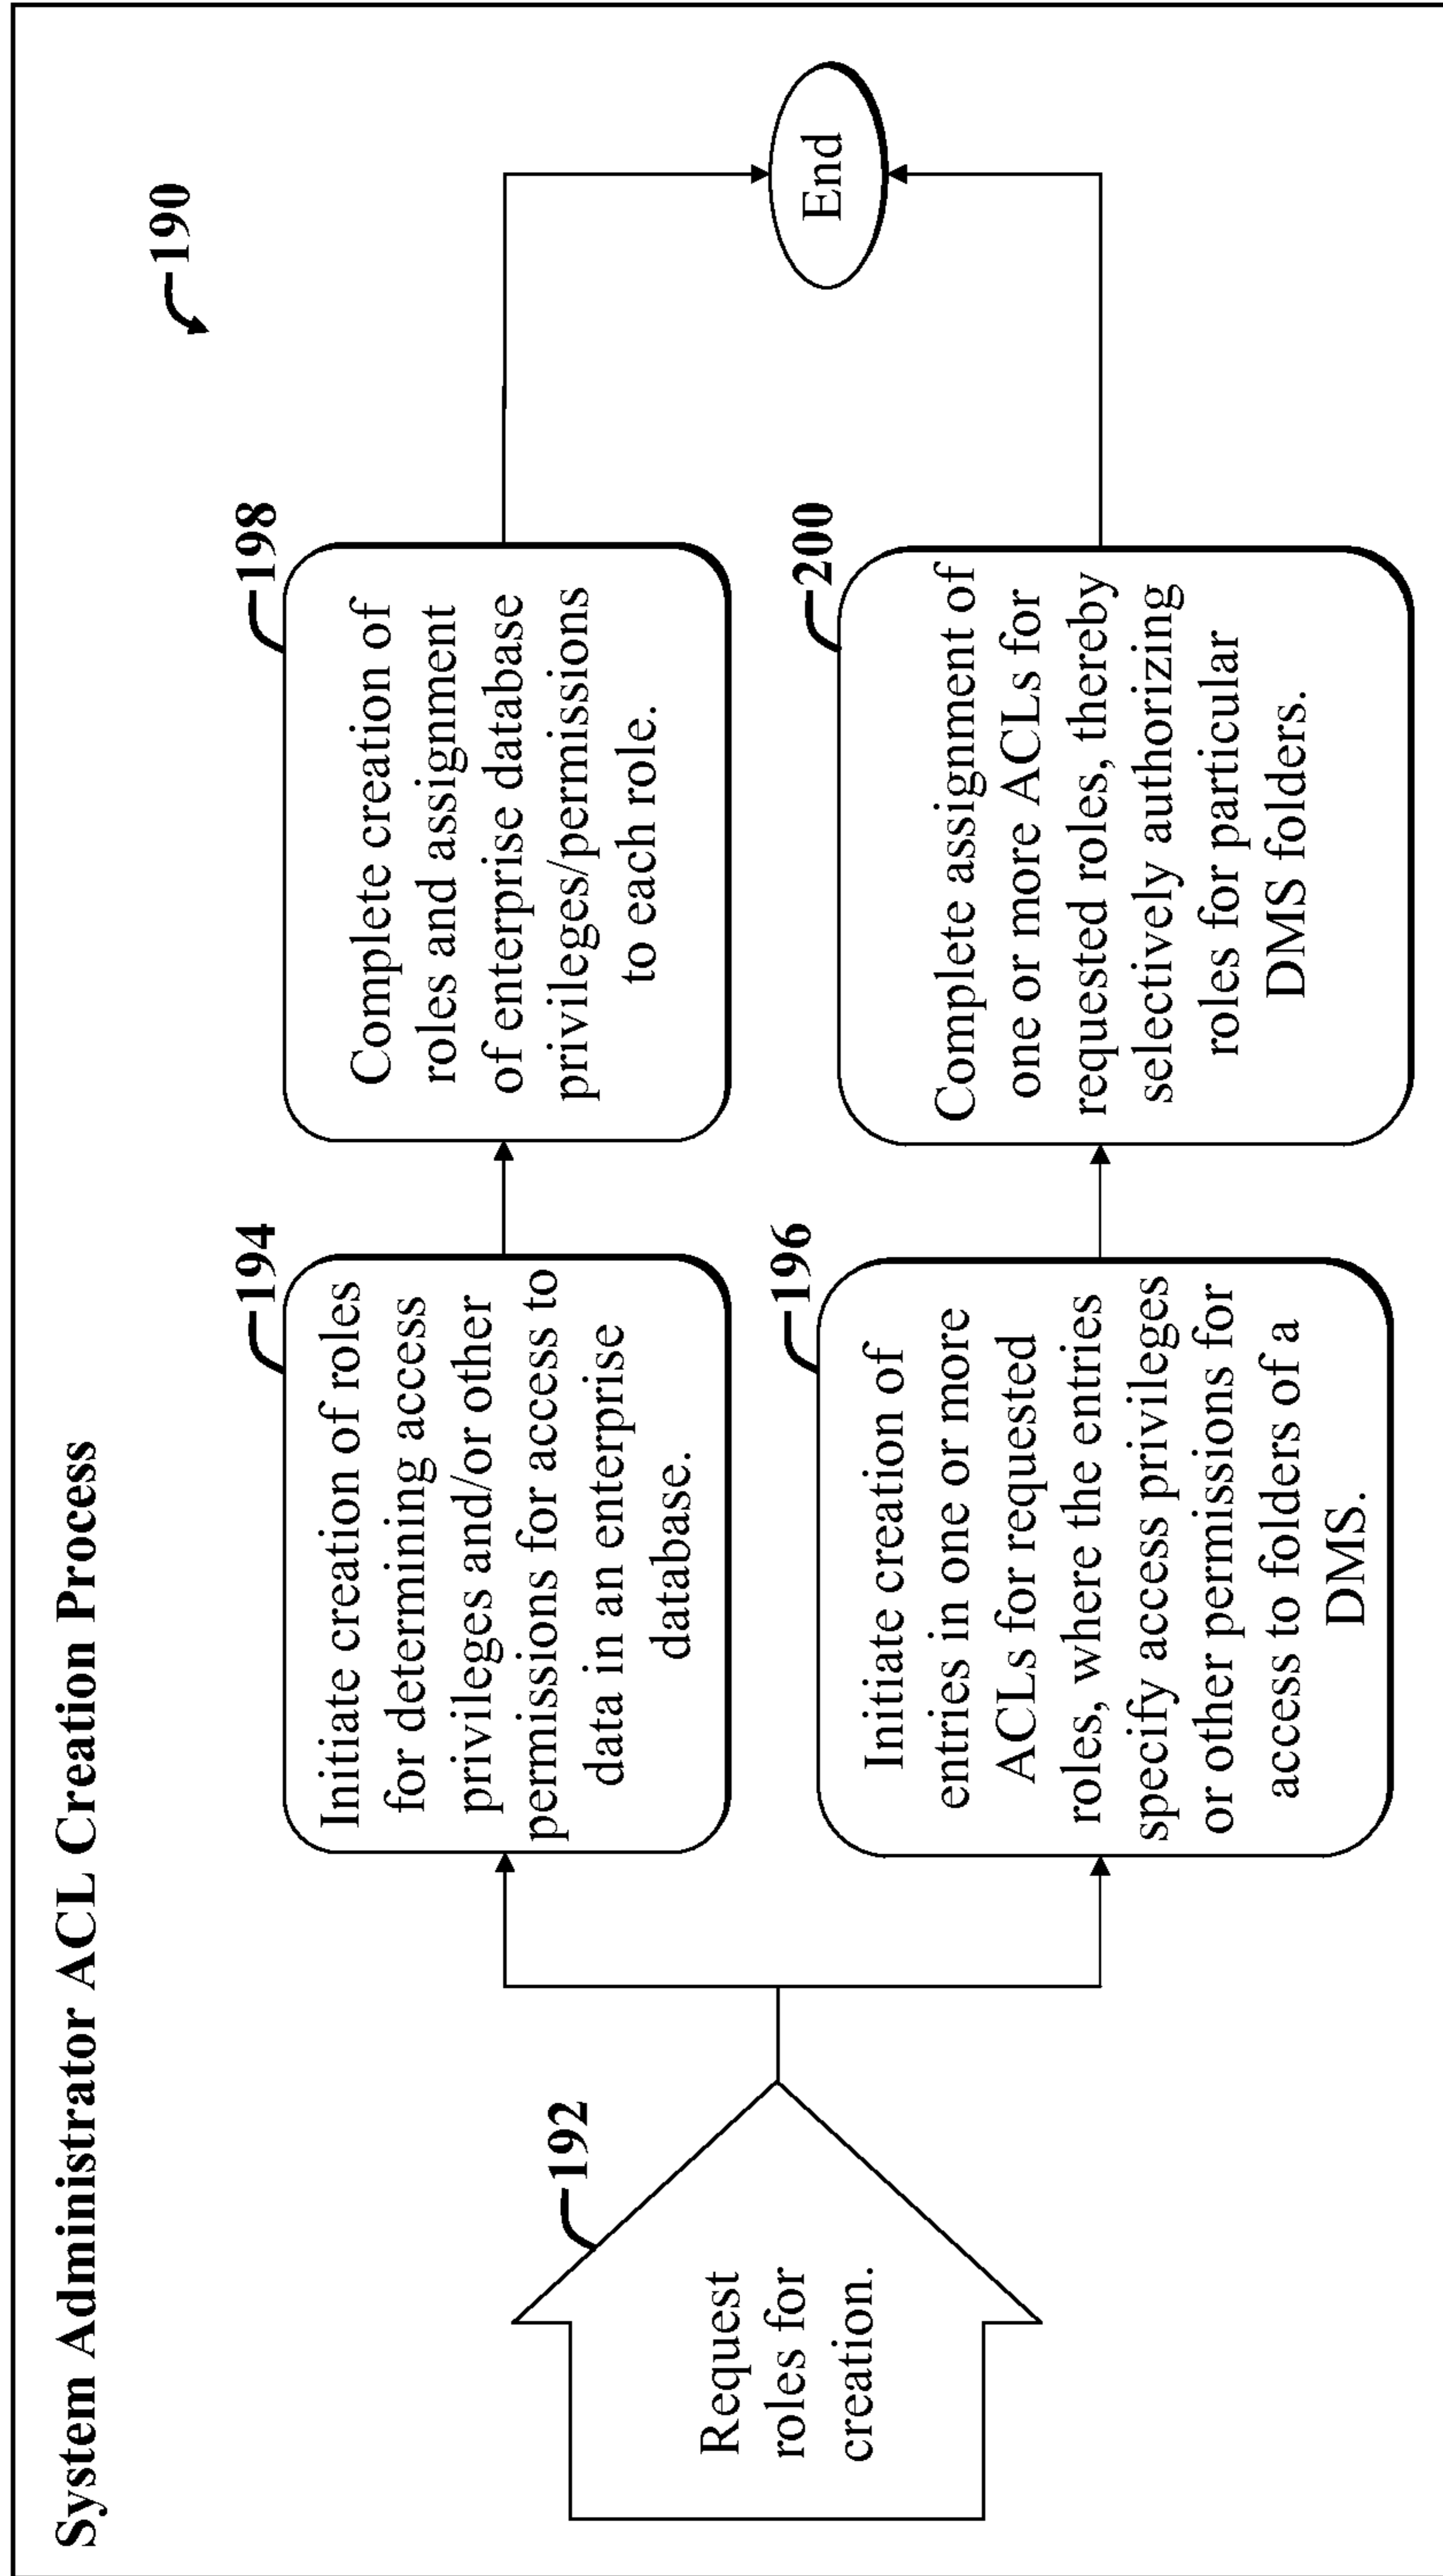 System Administrator ACL Creation Process
190
192
Request
roles for
creation.
194
Initiate creation of roles
for determining access
privileges and/or other
permissions for access to
data in an enterprise
database.
198
Complete creation of
roles and assignment
of enterprise database
privileges/permissions
to each role.
196
Initiate creation of
entries in one or more
ACLs for requested
roles, where the entries
specify access privileges
or other permissions for
access to folders of a
DMS.
200
Complete assignment of
one or more ACLs for
requested roles, thereby
selectively authorizing
roles for particular
DMS folders.
End